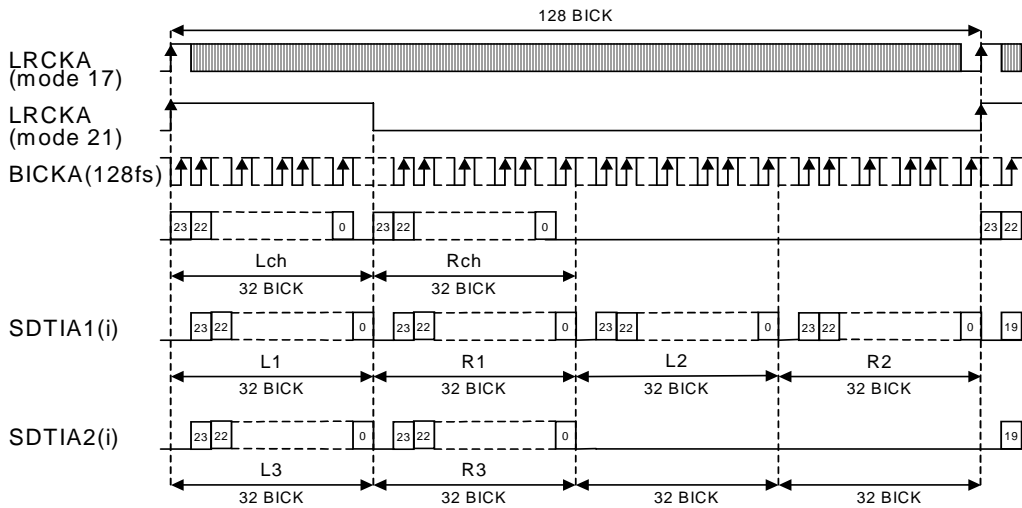 128 BICK
LRCKA
(mode 17)
LRCKA
(mode 21)
BICKA(128fs)
23 22 0 23 22 0 23 22
Lch Rch
32 BICK 32 BICK
SDTIA1(i) 23 22 0 23 22 0 23 22 0 23 22 0 19
L1 R1 L2 R2
32 BICK 32 BICK 32 BICK 32 BICK
SDTIA2(i) 23 22 0 23 22 0 19
L3 R3
32 BICK 32 BICK 32 BICK 32 BICK